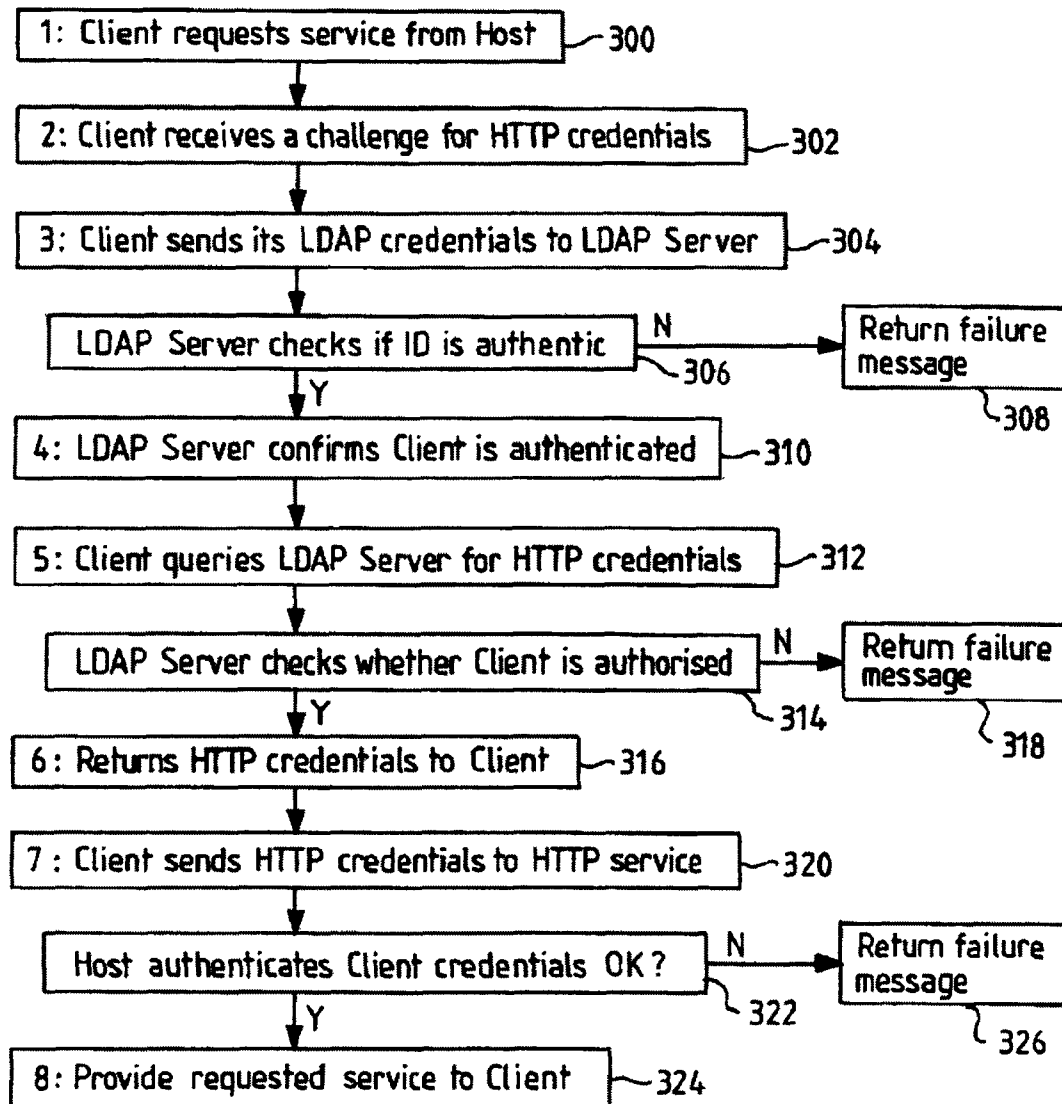 1: Client requests service from Host
300
2: Client receives a challenge for HTTP credentials
302
3: Client sends its LDAP credentials to LDAP Server
304
LDAP Server checks if ID is authentic
N
306
Return failure
message
308
Y
4: LDAP Server confirms Client is authenticated
310
5: Client queries LDAP Server for HTTP credentials
312
LDAP Server checks whether Client is authorised
N
314
Return failure
message
318
Y
6: Returns HTTP credentials to Client
316
7: Client sends HTTP credentials to HTTP service
320
Host authenticates Client credentials OK?
N
322
Return failure
message
326
Y
8: Provide requested service to Client
324